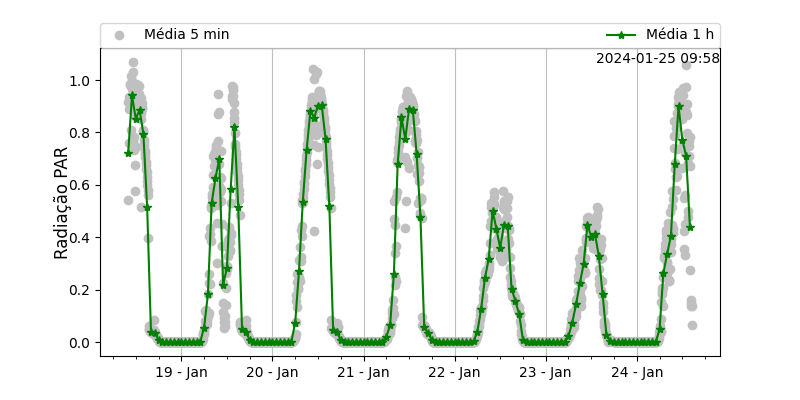 Média 5 min
Média 1 h
2024-01-25 09:58
Radiação PAR
1.0
0.8
0.6
0.4
0.2
0.0
19 - Jan
20 - Jan
21 - Jan
22 - Jan
23 - Jan
24 - Jan